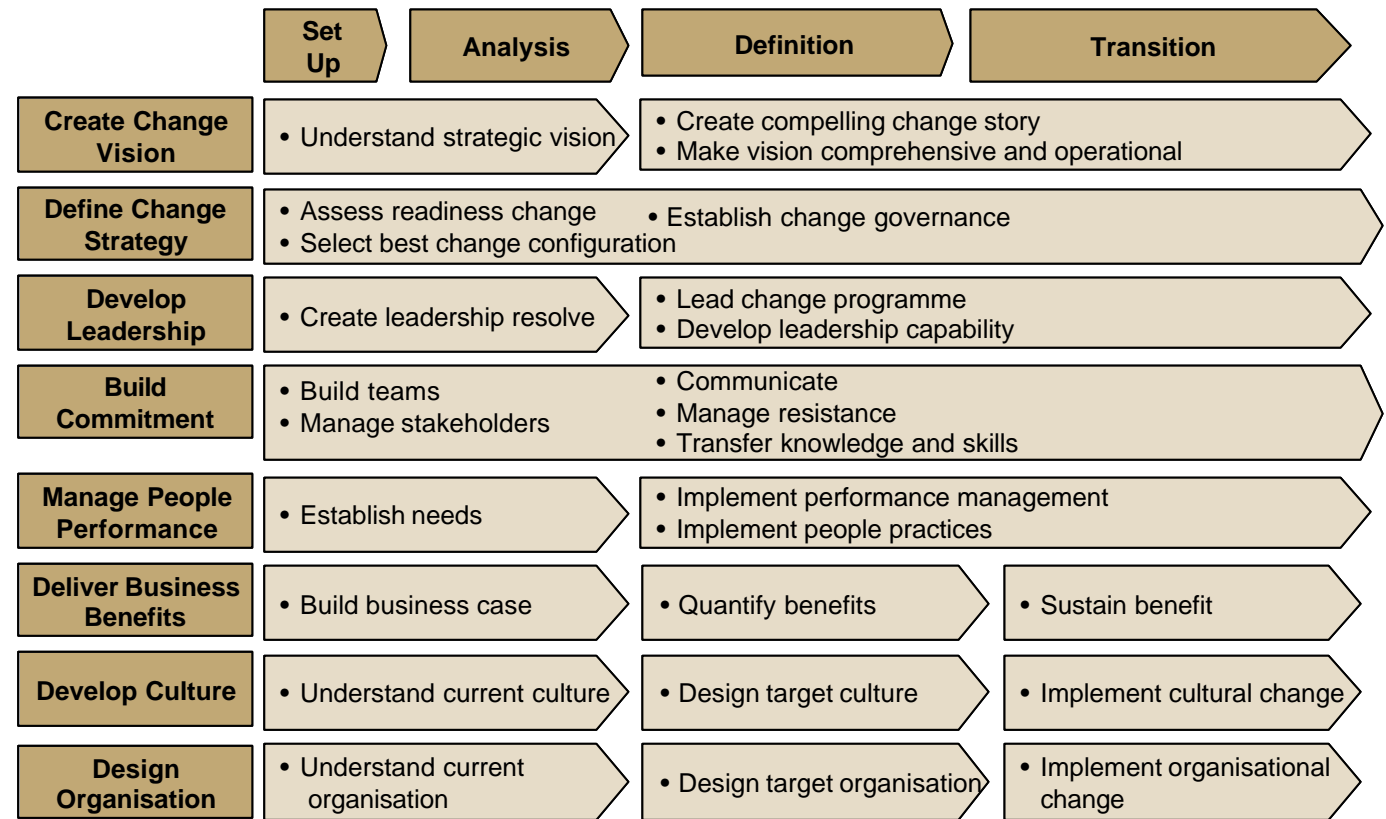 Set
Up
Analysis
Definition
Transition
Create Change
Vision
• Understand strategic vision
• Create compelling change story
• Make vision comprehensive and operational
Define Change
Strategy
• Assess readiness change
• Select best change configuration
• Establish change governance
Develop
Leadership
• Create leadership resolve
• Lead change programme
• Develop leadership capability
Build
Commitment
• Build teams
• Manage stakeholders
• Communicate
• Manage resistance
• Transfer knowledge and skills
Manage People
Performance
• Establish needs
• Implement performance management
• Implement people practices
Deliver Business
Benefits
• Build business case
• Quantify benefits
• Sustain benefit
Develop Culture
• Understand current culture
• Design target culture
• Implement cultural change
Design
Organisation
• Understand current
organisation
• Design target organisation
• Implement organisational
change